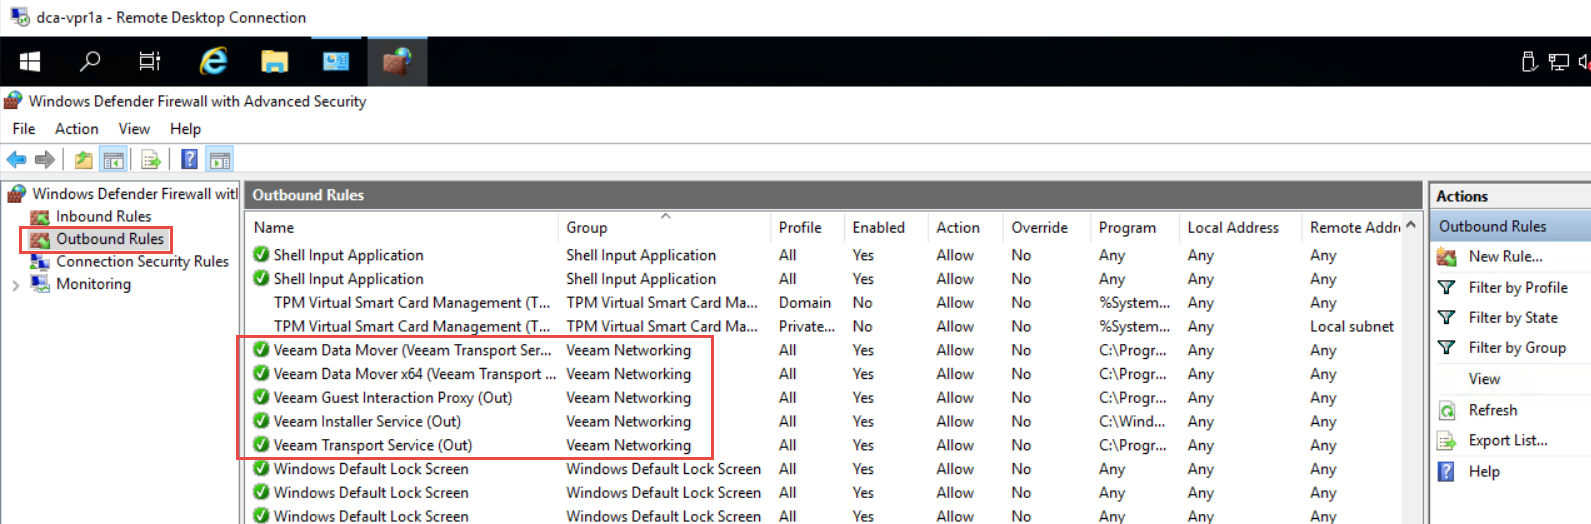 dca-vpr1a - Remote Desktop Connection
Windows Defender Firewall with Advanced Security
File Action View Help
Windows Defender Firewall witl
Inbound Rules
Outbound Rules
Connection Security Rules
Monitoring
Outbound Rules
Name Group Profile Enabled Action Override Program Local Address Remote Addr
Shell Input Application Shell Input Application All Yes Allow No Any Any Any
Shell Input Application Shell Input Application All Yes Allow No Any Any Any
TPM Virtual Smart Card Management (T... TPM Virtual Smart Card Ma... Domain No Allow No %System... Any Any
TPM Virtual Smart Card Management (T... TPM Virtual Smart Card Ma... Private... No Allow No %System... Any Local subnet
Veeam Data Mover (Veeam Transport Ser... Veeam Networking All Yes Allow No C:\Progr... Any Any
Veeam Data Mover x64 (Veeam Transport ... Veeam Networking All Yes Allow No C:\Progr... Any Any
Veeam Guest Interaction Proxy (Out) Veeam Networking All Yes Allow No C:\Progr... Any Any
Veeam Installer Service (Out) Veeam Networking All Yes Allow No C:\Wind... Any Any
Veeam Transport Service (Out) Veeam Networking All Yes Allow No C:\Progr... Any Any
Windows Default Lock Screen Windows Default Lock Screen All Yes Allow No Any Any Any
Windows Default Lock Screen Windows Default Lock Screen All Yes Allow No Any Any Any
Windows Default Lock Screen Windows Default Lock Screen All Yes Allow No Any Any Any
Actions
Outbound Rules
New Rule...
Filter by Profile
Filter by State
Filter by Group
View
Refresh
Export List...
Help